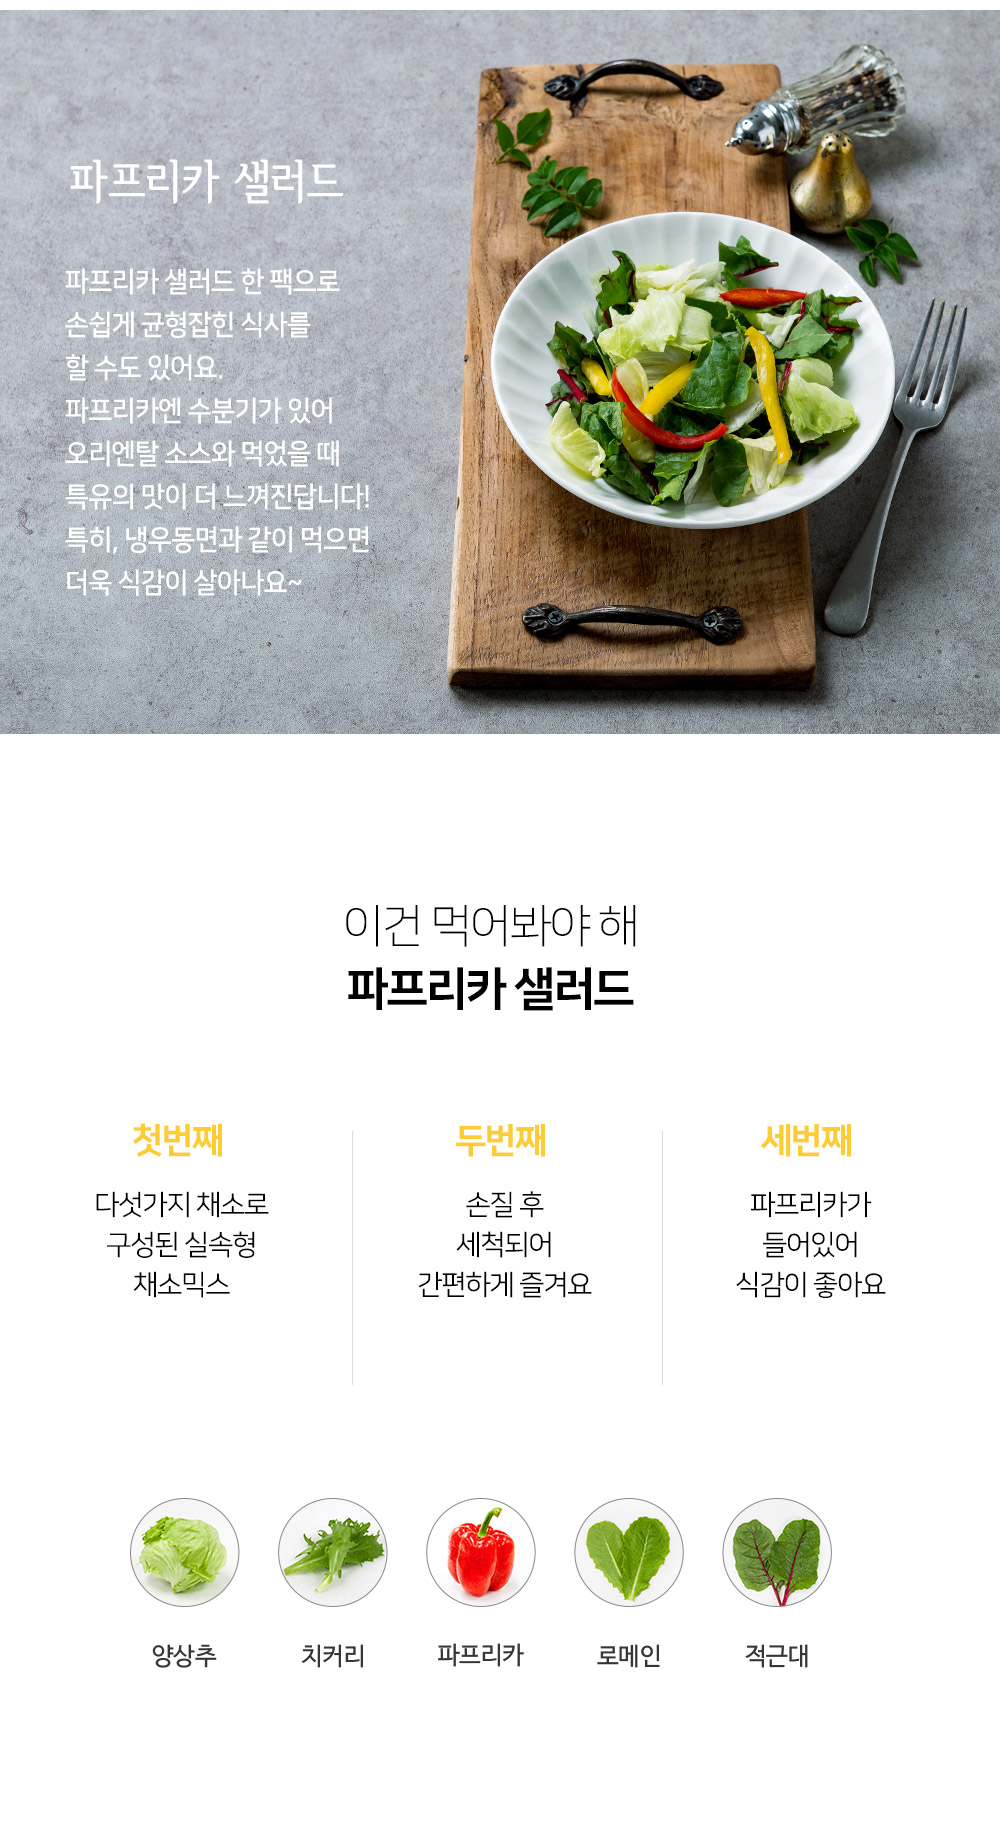 파프리카 샐러드
파프리카 샐러드 한 팩으로
손쉽게 균형잡힌 식사를
할 수도 있어요.
파프리카엔 수분기가 있어
오리엔탈 소스와 먹었을 때
특유의 맛이 더 느껴진답니다!
특히, 냉우동면과 같이 먹으면
더욱 식감이 살아나요~
이건 먹어봐야 해
파프리카 샐러드
첫번째
다섯가지 채소로
구성된 실속형
채소믹스
두번째
손질 후
세척되어
간편하게 즐겨요
세번째
파프리카가
들어있어
식감이 좋아요
양상추
치커리
파프리카
로메인
적근대